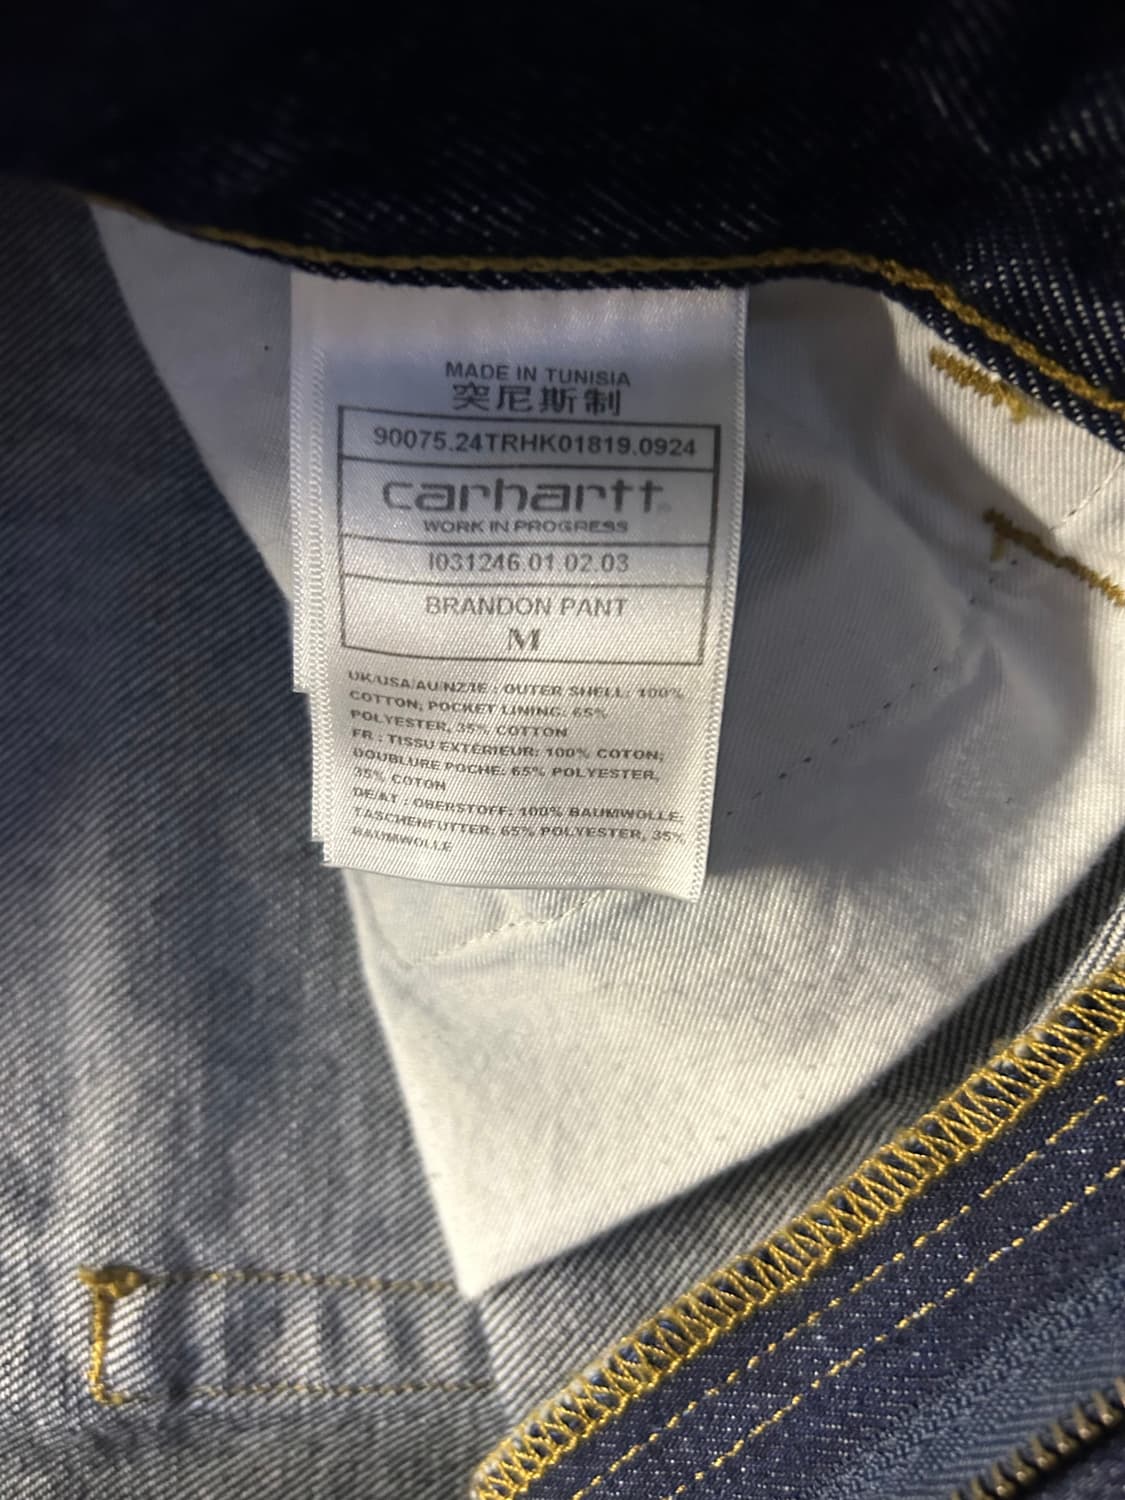 MADE IN TUNISIA
突尼斯制
90075.24TRHK01819.0924
carhartt
WORK IN PROGRESS
I031246.01.02.03
BRANDON PANT
M
UK/USA/AU/NZ/IE : OUTER SHELL: 100%
COTTON; POCKET LINING: 65%
POLYESTER, 35% COTTON
FR : TISSU EXTÉRIEUR: 100% COTON;
DOUBLURE POCHE: 65% POLYESTER,
35% COTON
DE/AT : OBERSTOFF: 100% BAUMWOLLE;
TASCHENFUTTER: 65% POLYESTER, 35%
BAUMWOLLE